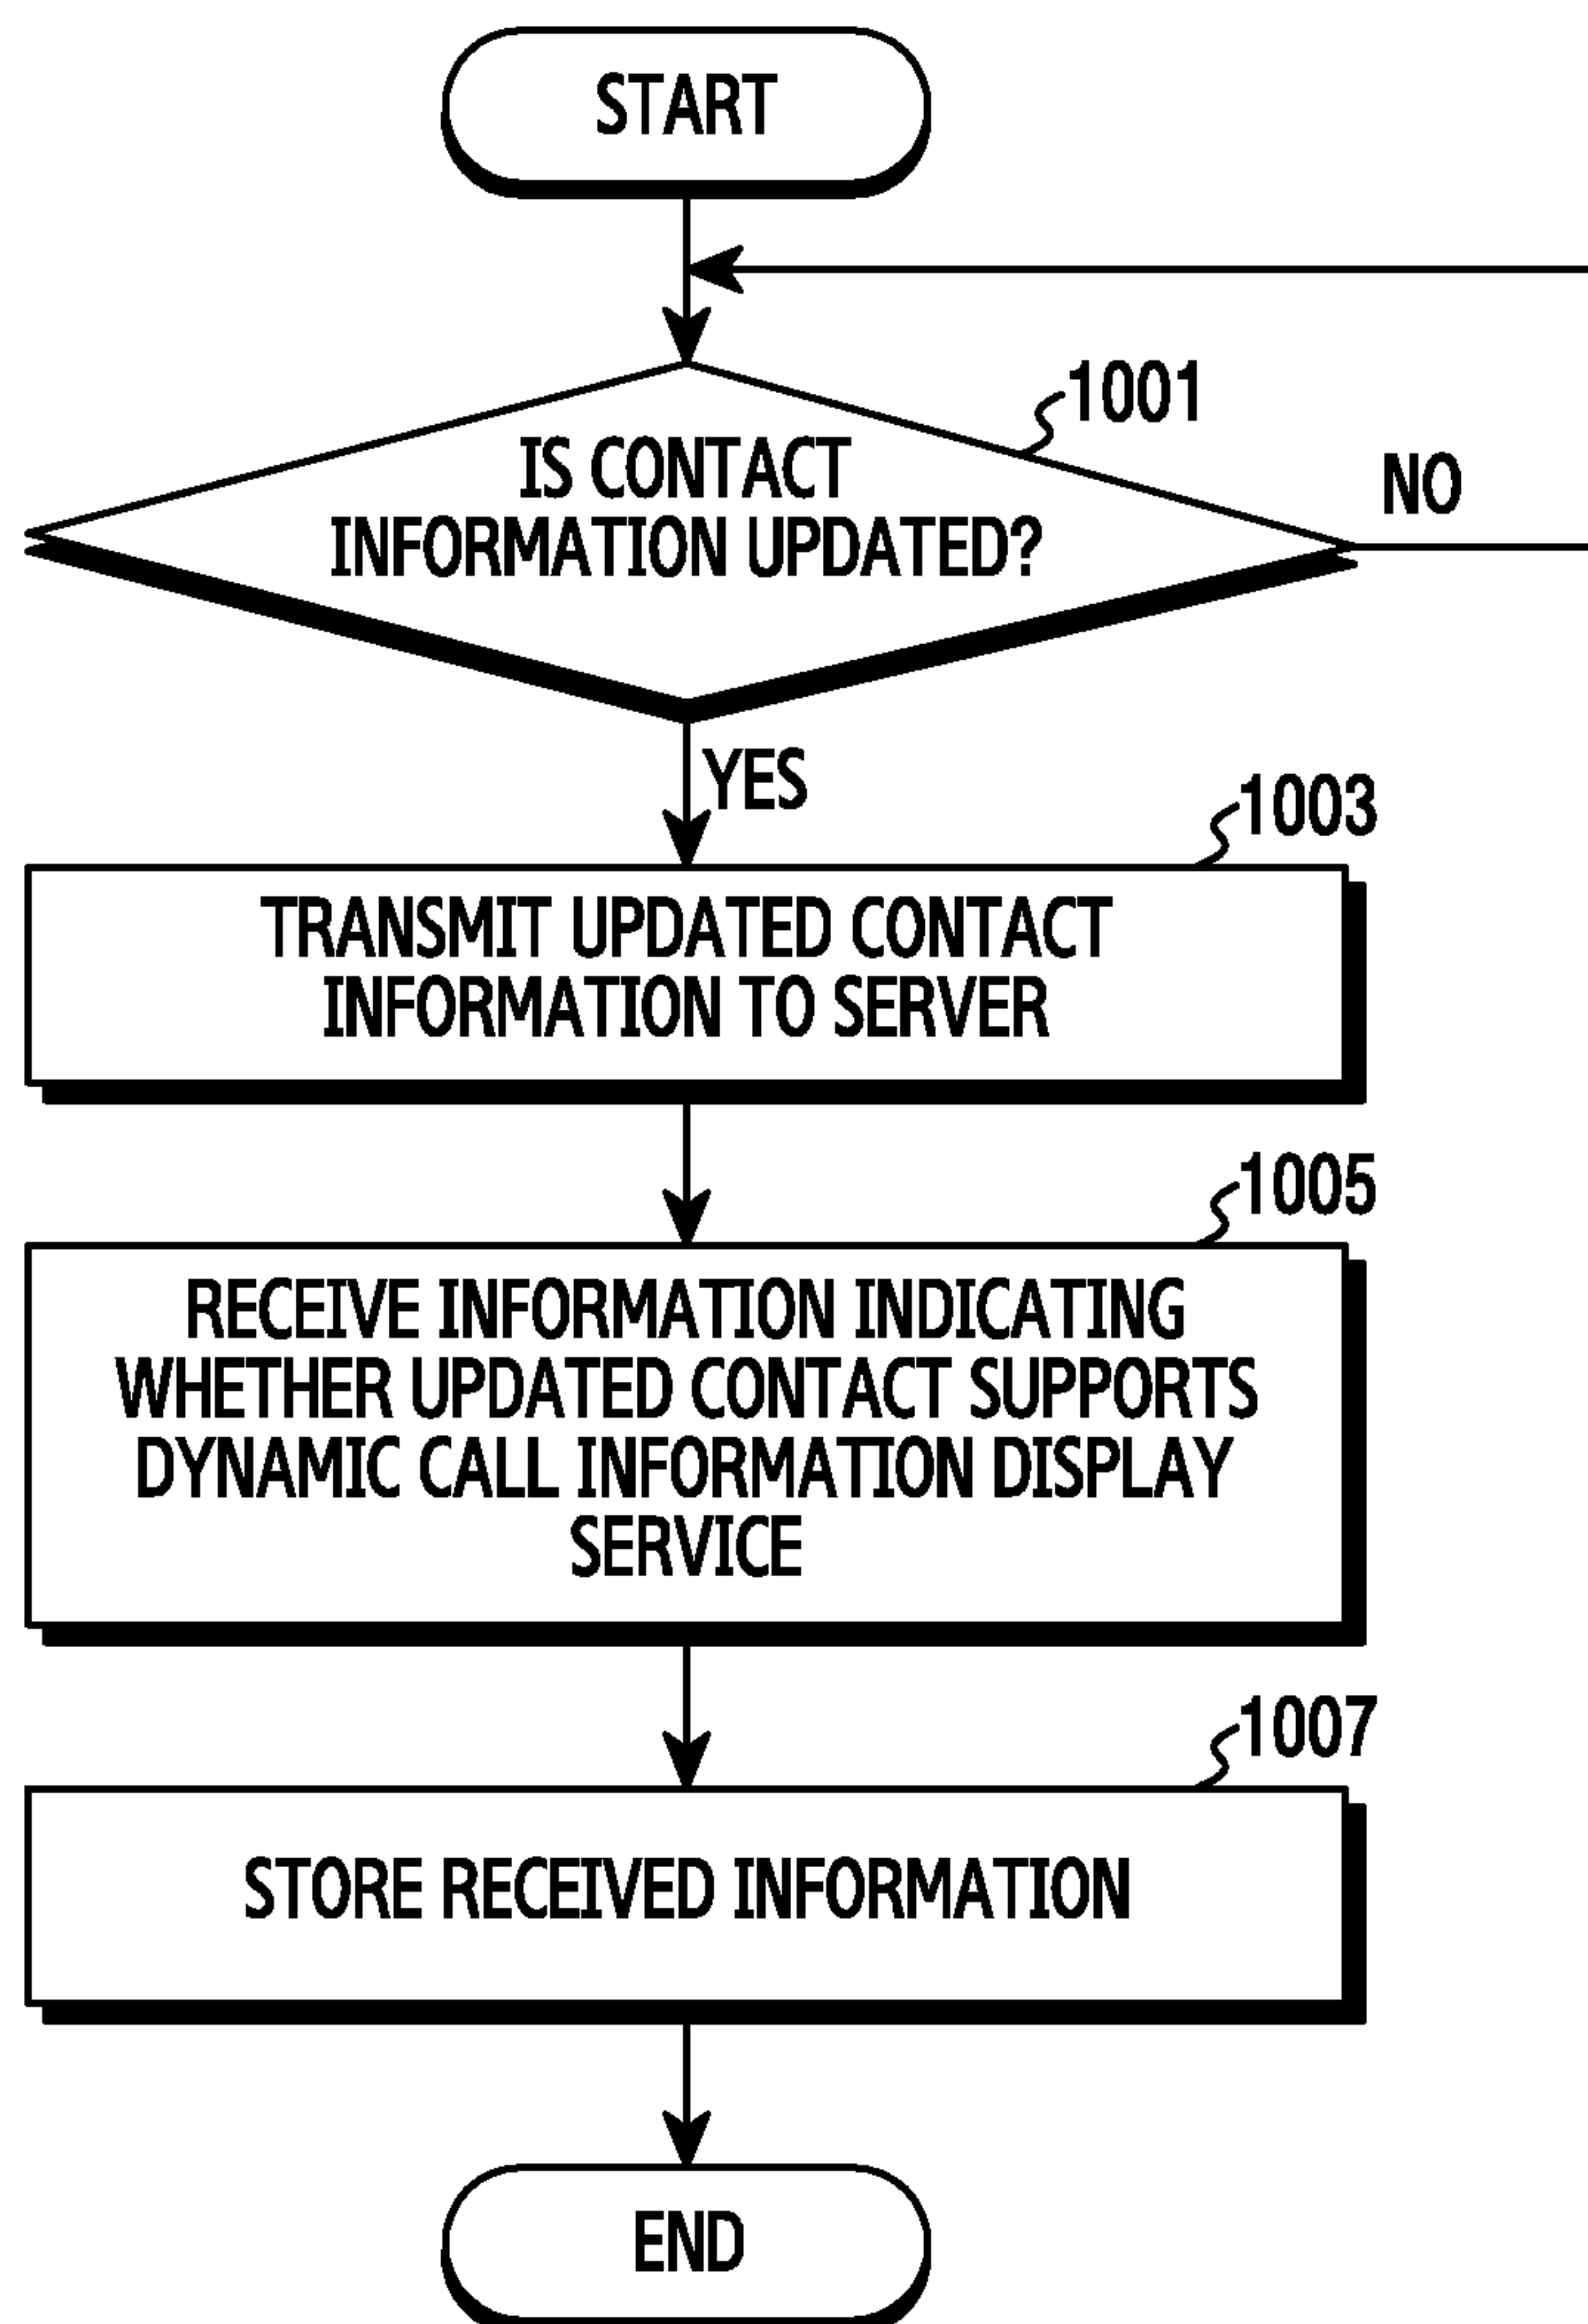 START
1001
IS CONTACT
INFORMATION UPDATED?
NO
YES
1003
TRANSMIT UPDATED CONTACT
INFORMATION TO SERVER
1005
RECEIVE INFORMATION INDICATING
WHETHER UPDATED CONTACT SUPPORTS
DYNAMIC CALL INFORMATION DISPLAY
SERVICE
1007
STORE RECEIVED INFORMATION
END